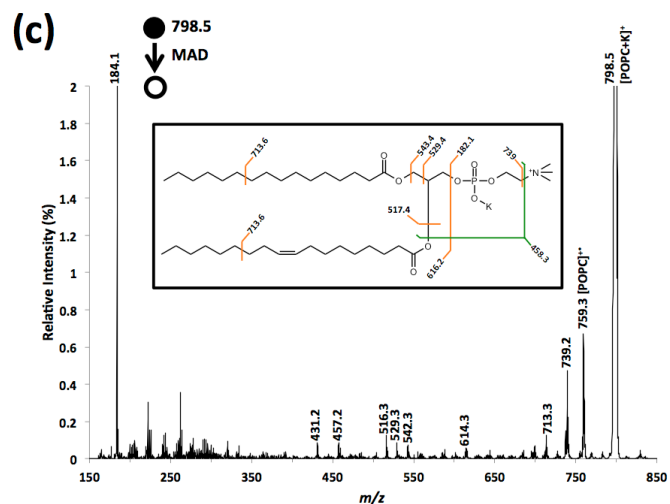 (c)
798.5
MAD
184.1
798.5
[POPC+K]⁺
2
1.8
1.6
1.4
1.2
1
0.8
0.6
0.4
0.2
0
Relative Intensity (%)
713.6
543.4
529.4
182.1
739
O
O
O
O
P
O
O
K
⁺N
517.4
713.6
O
O
616.2
458.3
759.3 [POPC]⁺•
739.2
431.2
457.2
516.3
529.3
542.3
614.3
713.3
150
250
350
450
550
650
750
850
m/z